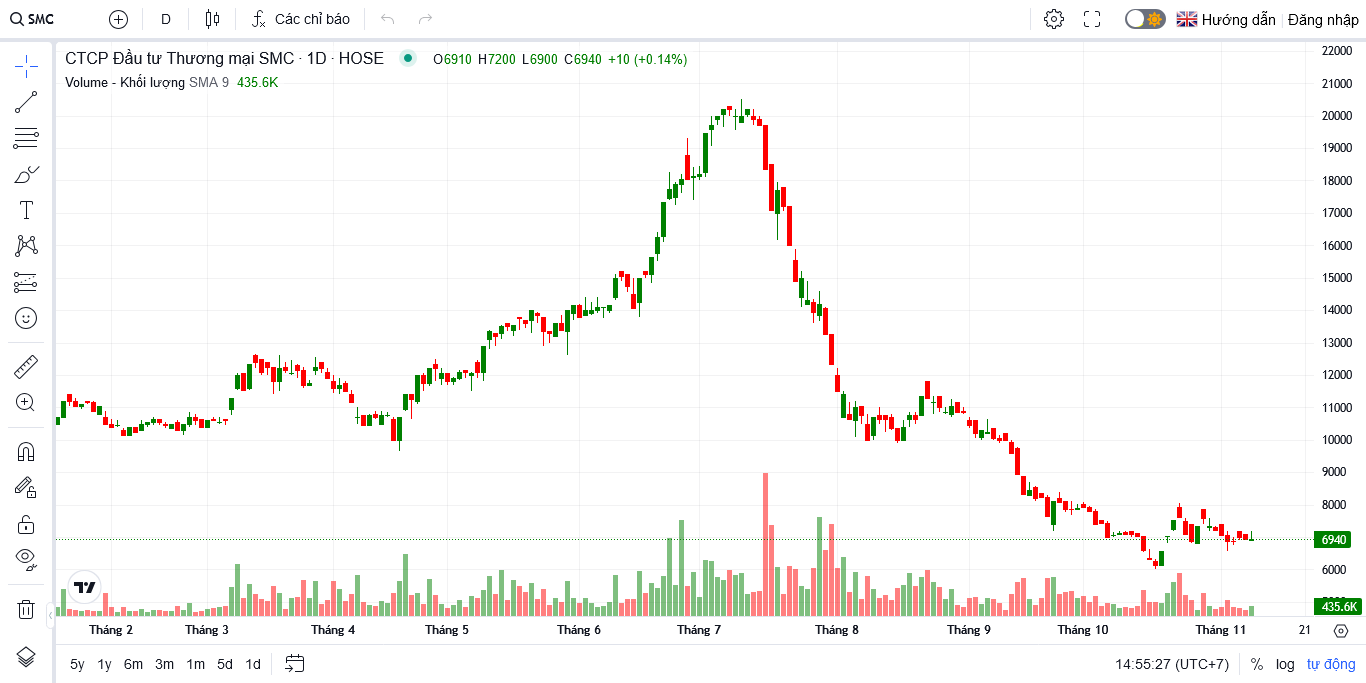 SMC D Các chỉ báo Hướng dẫn Đăng nhập
CTCP Đầu tư Thương mại SMC · 1D · HOSE O6910 H7200 L6900 C6940 +10 (+0.14%)
Volume - Khối lượng SMA 9 435.6K
22000
21000
20000
19000
18000
17000
16000
15000
14000
13000
12000
11000
10000
9000
8000
6940
6000
435.6K
Tháng 2 Tháng 3 Tháng 4 Tháng 5 Tháng 6 Tháng 7 Tháng 8 Tháng 9 Tháng 10 Tháng 11 21
5y 1y 6m 3m 1m 5d 1d 14:55:27 (UTC+7) % log tự động